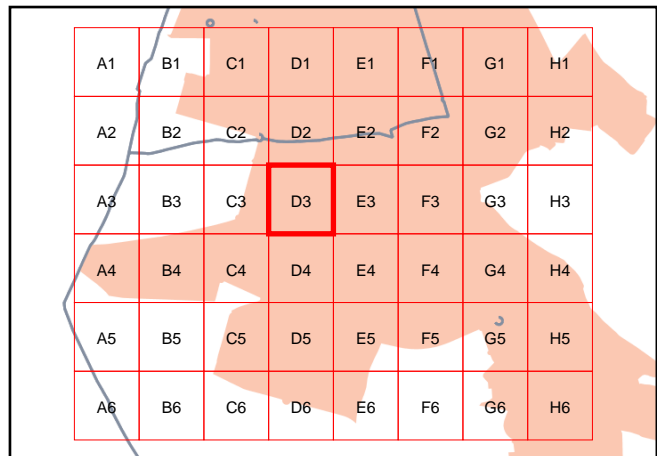 A1 B1 C1 D1 E1 F1 G1 H1
A2 B2 C2 D2 E2 F2 G2 H2
A3 B3 C3 D3 E3 F3 G3 H3
A4 B4 C4 D4 E4 F4 G4 H4
A5 B5 C5 D5 E5 F5 G5 H5
A6 B6 C6 D6 E6 F6 G6 H6